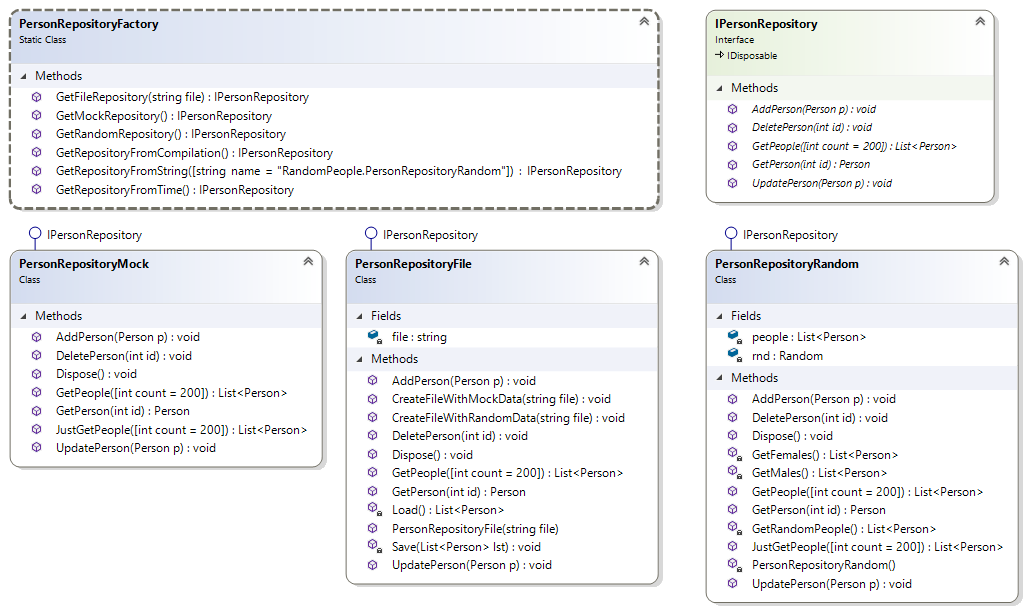 PersonRepositoryFactory
Static Class
Methods
GetFileRepository(string file) : IPersonRepository
GetMockRepository() : IPersonRepository
GetRandomRepository() : IPersonRepository
GetRepositoryFromCompilation() : IPersonRepository
GetRepositoryFromString([string name = "RandomPeople.PersonRepositoryRandom"]) : IPersonRepository
GetRepositoryFromTime() : IPersonRepository
IPersonRepository
Interface
IDisposable
Methods
AddPerson(Person p) : void
DeletePerson(int id) : void
GetPeople([int count = 200]) : List<Person>
GetPerson(int id) : Person
UpdatePerson(Person p) : void
IPersonRepository
PersonRepositoryMock
Class
Methods
AddPerson(Person p) : void
DeletePerson(int id) : void
Dispose() : void
GetPeople([int count = 200]) : List<Person>
GetPerson(int id) : Person
JustGetPeople([int count = 200]) : List<Person>
UpdatePerson(Person p) : void
IPersonRepository
PersonRepositoryFile
Class
Fields
file : string
Methods
AddPerson(Person p) : void
CreateFileWithMockData(string file) : void
CreateFileWithRandomData(string file) : void
DeletePerson(int id) : void
Dispose() : void
GetPeople([int count = 200]) : List<Person>
GetPerson(int id) : Person
Load() : List<Person>
PersonRepositoryFile(string file)
Save(List<Person> lst) : void
UpdatePerson(Person p) : void
IPersonRepository
PersonRepositoryRandom
Class
Fields
people : List<Person>
rnd : Random
Methods
AddPerson(Person p) : void
DeletePerson(int id) : void
Dispose() : void
GetFemales() : List<Person>
GetMales() : List<Person>
GetPeople([int count = 200]) : List<Person>
GetPerson(int id) : Person
GetRandomPeople() : List<Person>
JustGetPeople([int count = 200]) : List<Person>
PersonRepositoryRandom()
UpdatePerson(Person p) : void